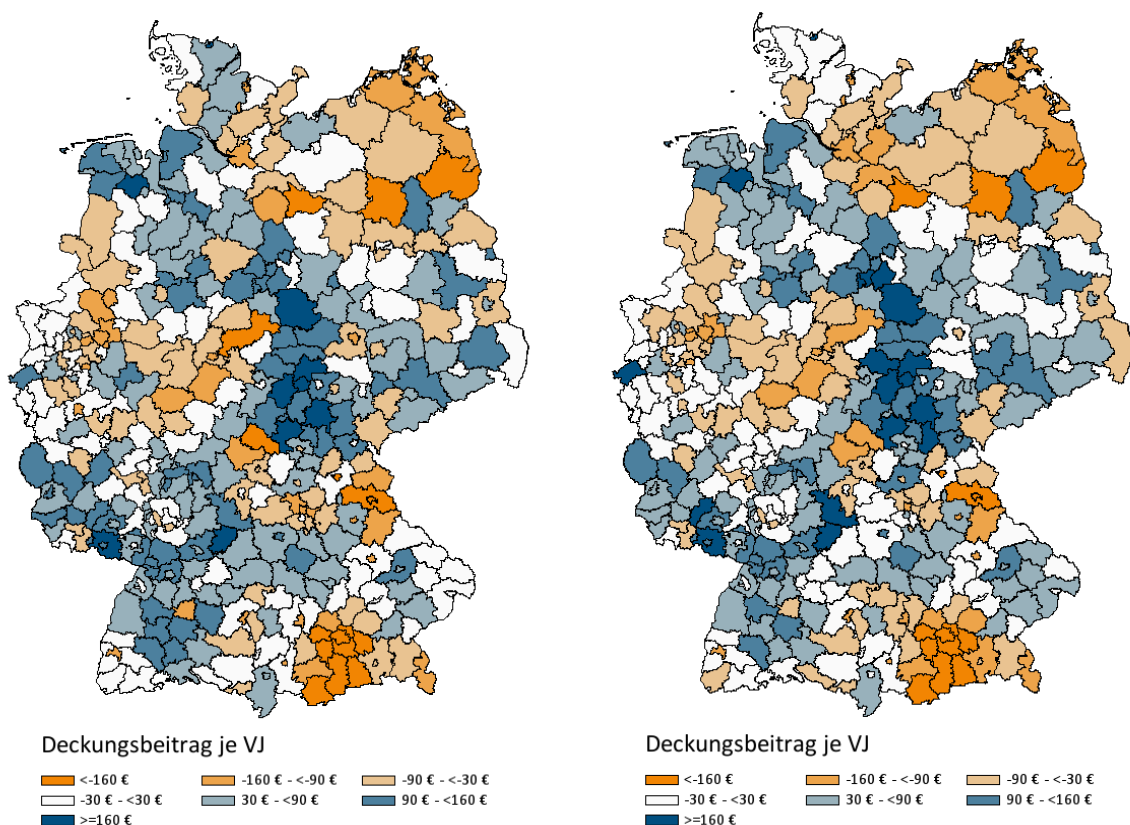 Deckungsbeitrag je VJ
<-160 € -160 € - <-90 € -90 € - <-30 €
-30 € - <30 € 30 € - <90 € 90 € - <160 €
>=160 €
Deckungsbeitrag je VJ
<-160 € -160 € - <-90 € -90 € - <-30 €
-30 € - <30 € 30 € - <90 € 90 € - <160 €
>=160 €